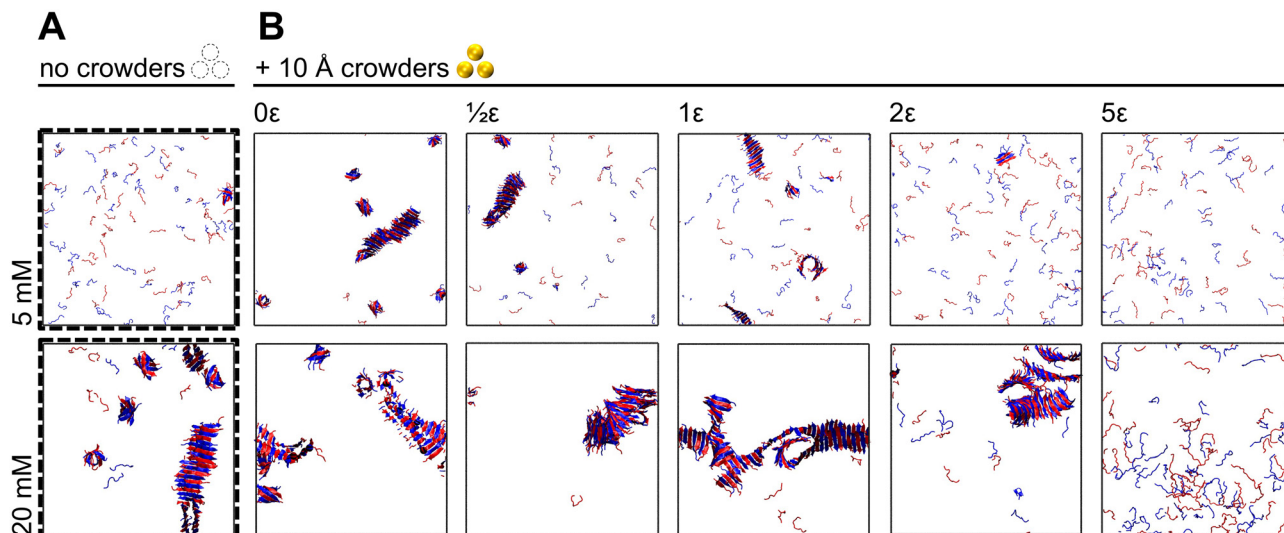 A
B
no crowders
+ 10 Å crowders
0ε
½ε
1ε
2ε
5ε
5 mM
20 mM